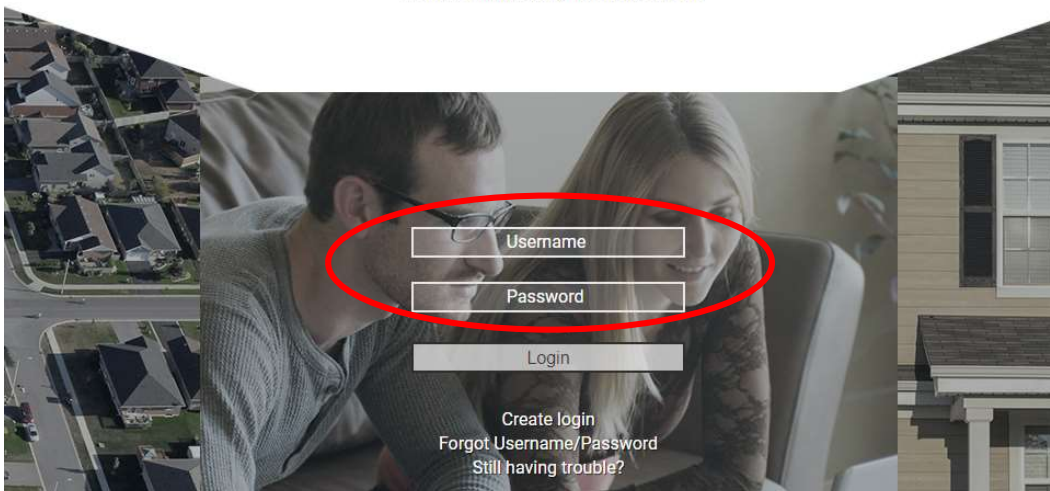 Username
Password
Login
Create login
Forgot Username/Password
Still having trouble?